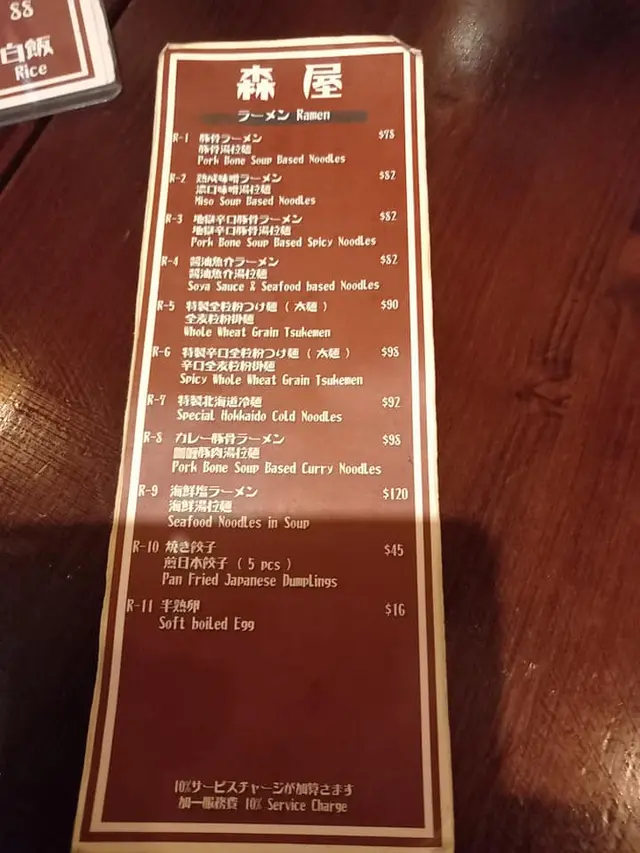 88
白飯
Rice
森屋
ラーメン Ramen
R-1 豚骨ラーメン $78
豚骨湯拉麺
Pork Bone Soup Based Noodles
R-2 熟成味噌ラーメン $82
濃口味噌湯拉麺
Miso Soup Based Noodles
R-3 地獄辛口豚骨ラーメン $82
地獄辛口豚骨湯拉麺
Pork Bone Soup Based Spicy Noodles
R-4 醤油魚介ラーメン $82
醤油魚介湯拉麺
Soya Sauce & Seafood based Noodles
R-5 特製全粒粉つけ麺 ( 太麺 ) $90
全麦粒粉掛麺
Whole Wheat Grain Tsukemen
R-6 特製辛口全粒粉つけ麺 ( 太麺 ) $98
辛口全麦粒粉掛麺
Spicy Whole Wheat Grain Tsukemen
R-7 特製北海道冷麺 $92
Special Hokkaido Cold Noodles
R-8 カレー豚骨ラーメン $98
咖喱豚肉湯拉麺
Pork Bone Soup Based Curry Noodles
R-9 海鮮塩ラーメン $120
海鮮湯拉麺
Seafood Noodles in Soup
R-10 焼き餃子 $45
煎日本餃子 ( 5 pcs )
Pan Fried Japanese Dumplings
R-11 半熟卵 $16
Soft boiled Egg
10%サービスチャージが加算さます
加一服務費 10% Service Charge